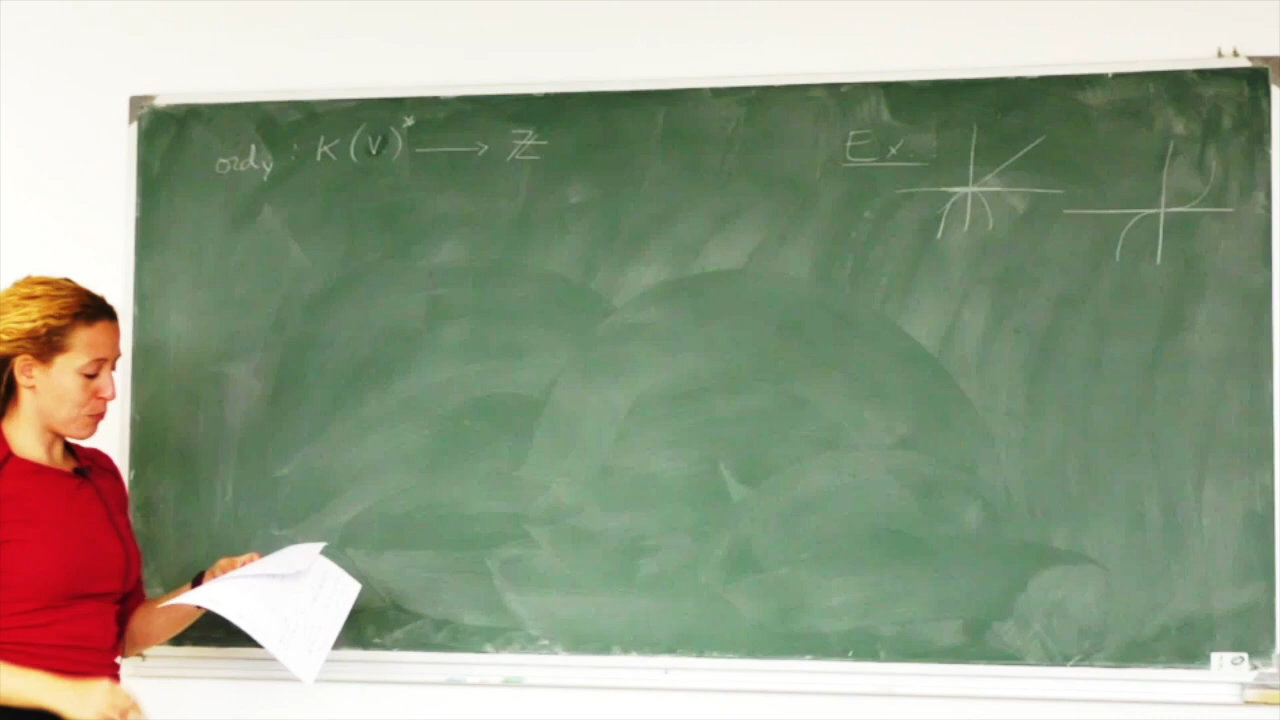 ord_Y : K(V)^* ⟶ ℤ
Ex.